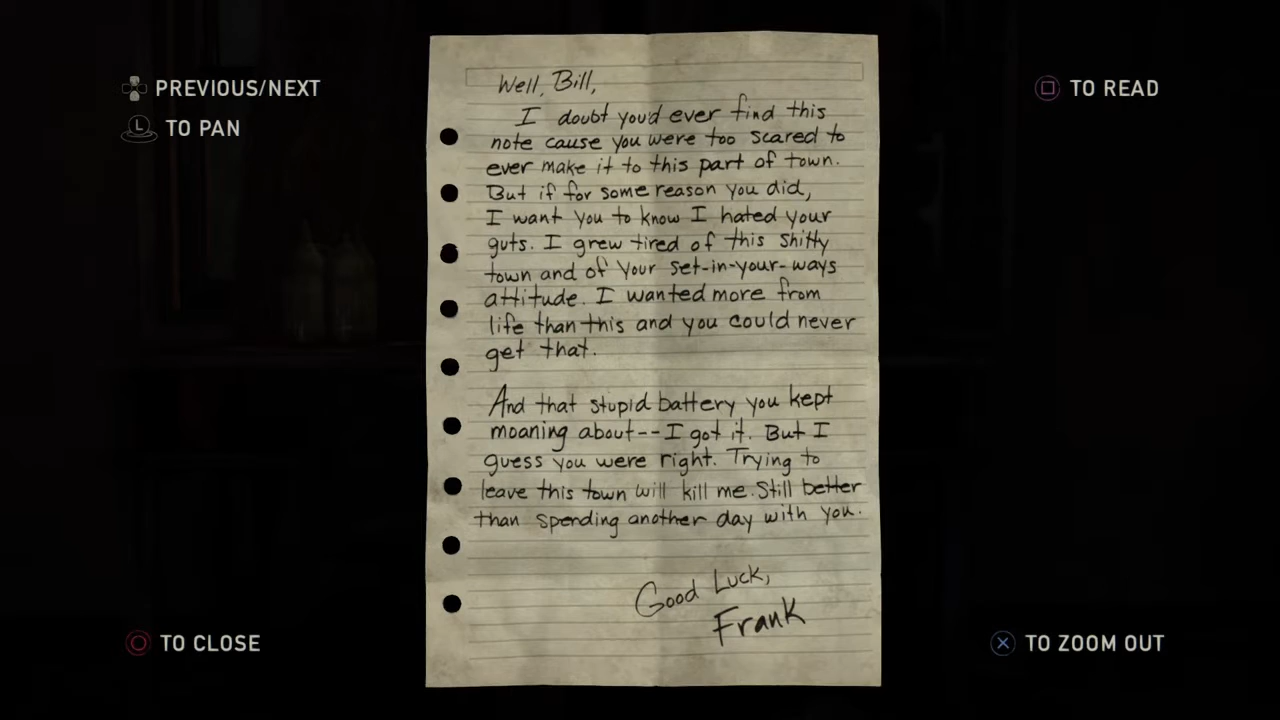 PREVIOUS/NEXT
L TO PAN
TO READ
Well, Bill,
I doubt you'd ever find this
note cause you were too scared to
ever make it to this part of town.
But if for some reason you did,
I want you to know I hated your
guts. I grew tired of this shitty
town and of your set-in-your-ways
attitude. I wanted more from
life than this and you could never
get that.
And that stupid battery you kept
moaning about--I got it. But I
guess you were right. Trying to
leave this town will kill me. Still better
than spending another day with you.
Good Luck,
Frank
TO CLOSE
TO ZOOM OUT